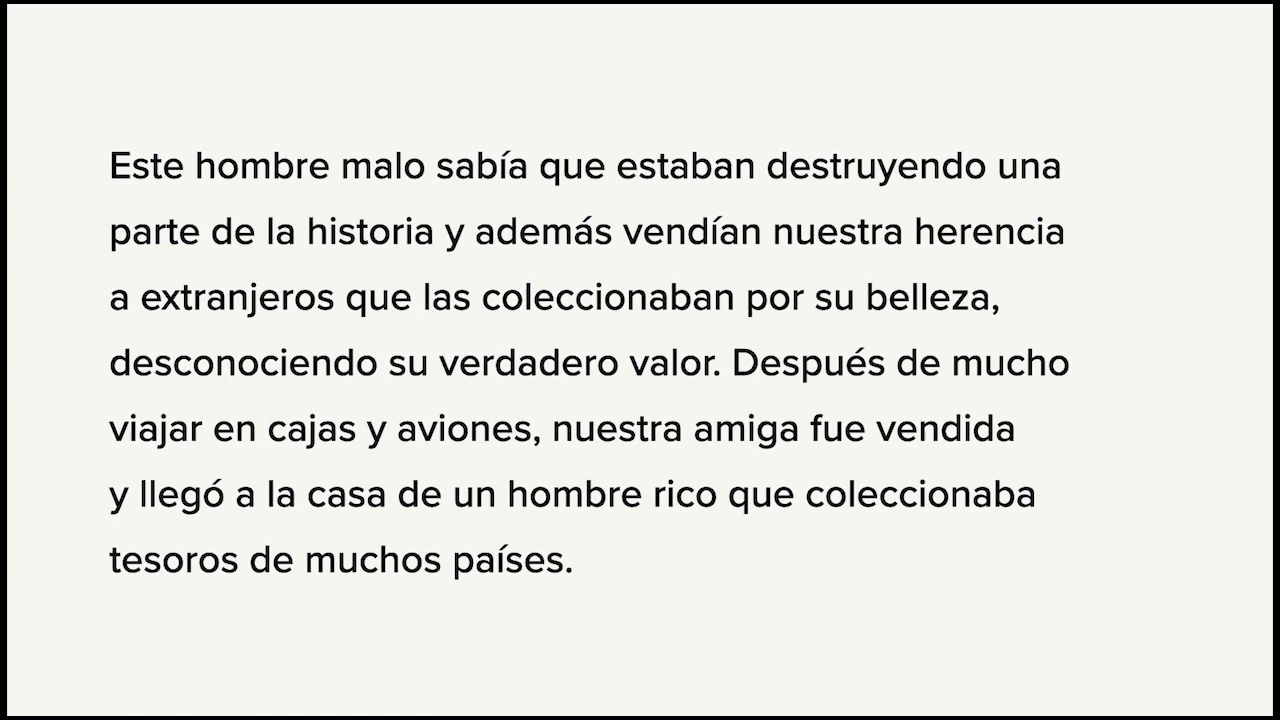 Este hombre malo sabía que estaban destruyendo una
parte de la historia y además vendían nuestra herencia
a extranjeros que las coleccionaban por su belleza,
desconociendo su verdadero valor. Después de mucho
viajar en cajas y aviones, nuestra amiga fue vendida
y llegó a la casa de un hombre rico que coleccionaba
tesoros de muchos países.